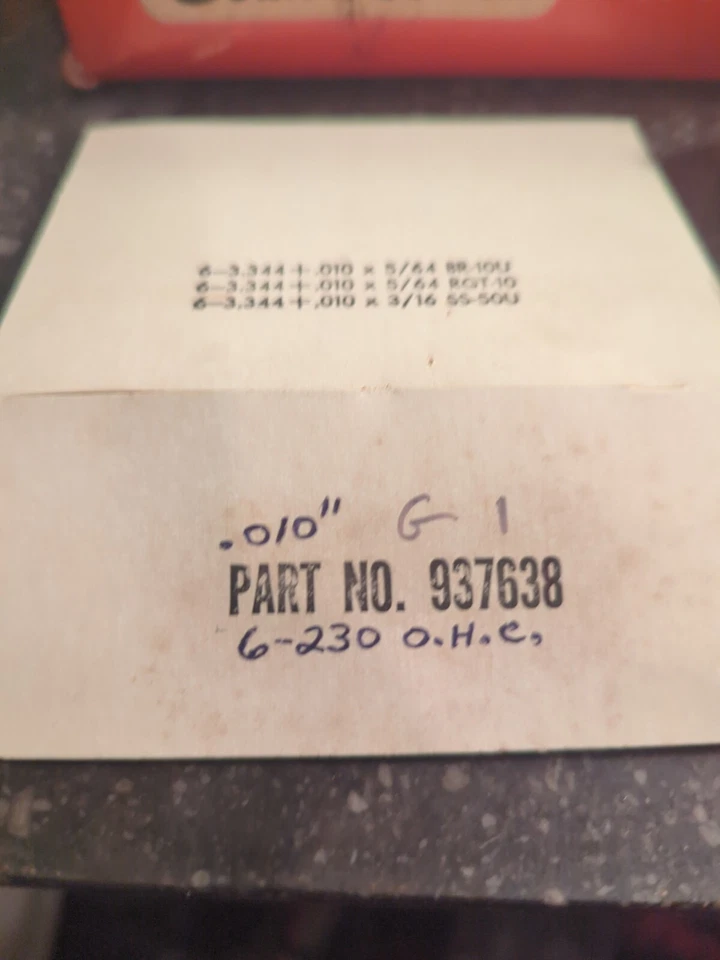 6-3.344 + .010 x 5/64 BR-10U
6-3.344 + .010 x 5/64 RGT-10
6-3.344 + .010 x 3/16 SS-50U
.010" G 1
PART NO. 937638
6-230 O.H.C.